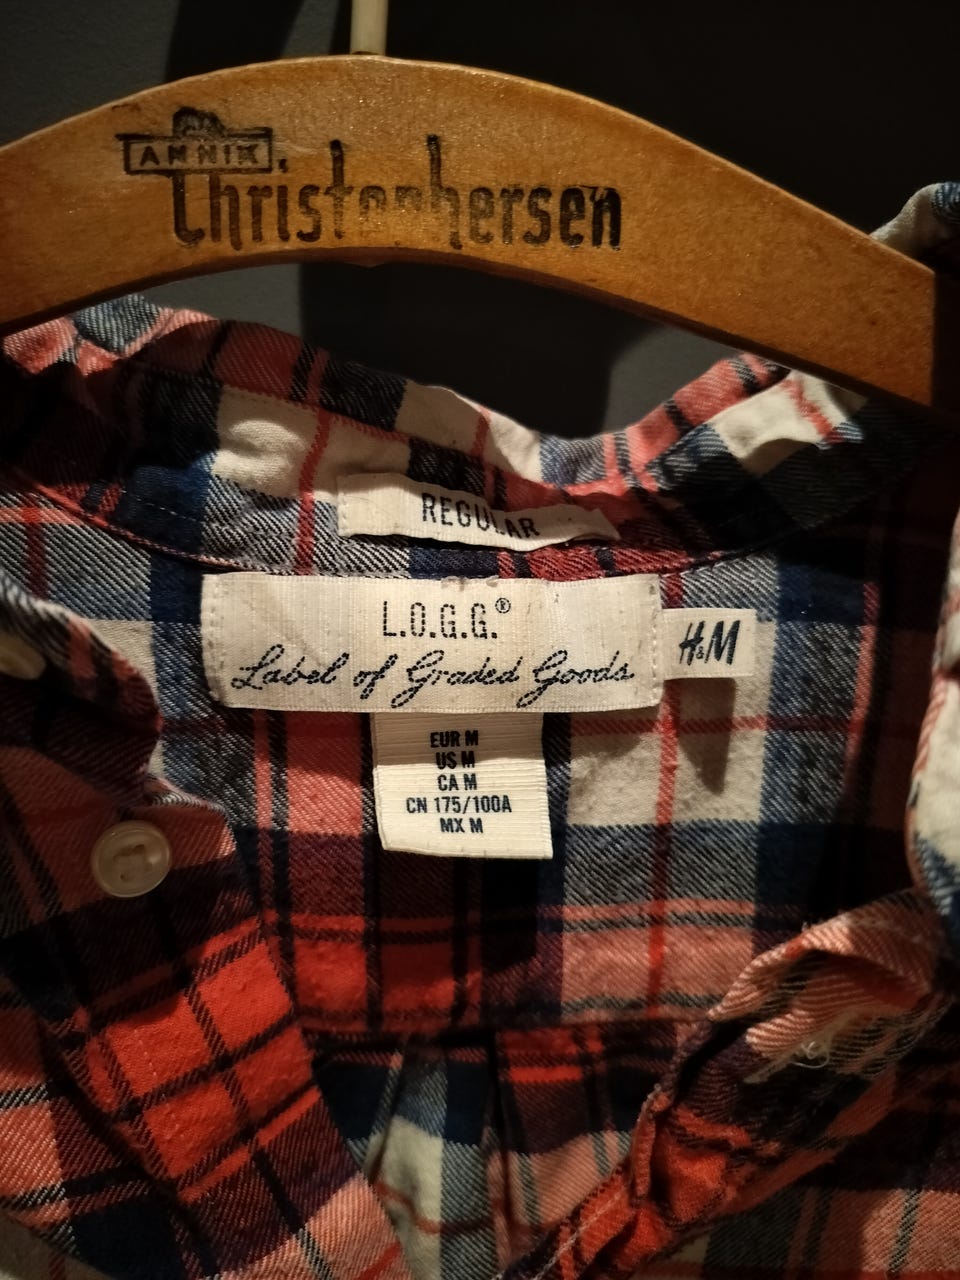 ANNIK
Christophersen
REGULAR
L.O.G.G.®
Label of Graded Goods
H&M
EUR M
US M
CA M
CN 175/100A
MX M